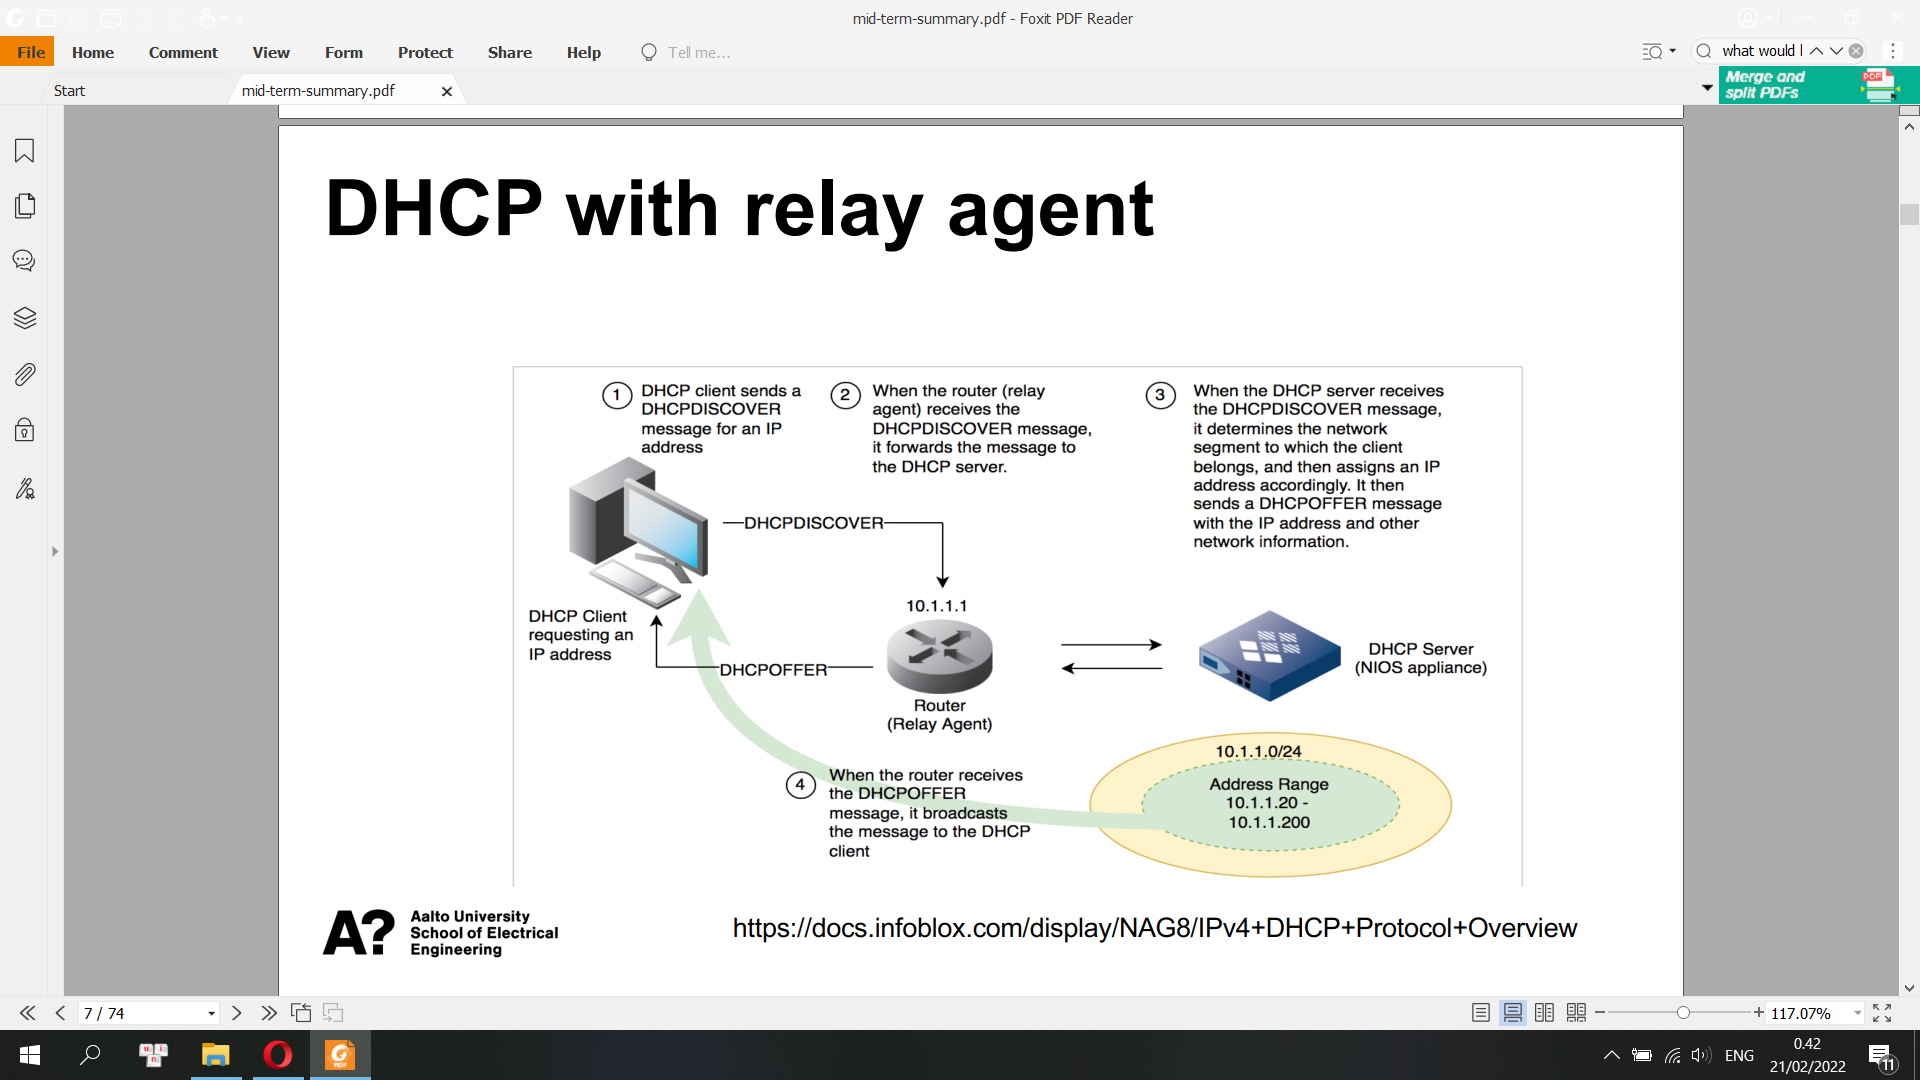 mid-term-summary.pdf - Foxit PDF Reader
File Home Comment View Form Protect Share Help Tell me...
what would l
Start
mid-term-summary.pdf
Merge and
split PDFs
PDF
DHCP with relay agent
1 DHCP client sends a
DHCPDISCOVER
message for an IP
address
2 When the router (relay
agent) receives the
DHCPDISCOVER message,
it forwards the message to
the DHCP server.
3 When the DHCP server receives
the DHCPDISCOVER message,
it determines the network
segment to which the client
belongs, and then assigns an IP
address accordingly. It then
sends a DHCPOFFER message
with the IP address and other
network information.
DHCPDISCOVER
10.1.1.1
DHCP Client
requesting an
IP address
DHCPOFFER
Router
(Relay Agent)
DHCP Server
(NIOS appliance)
4 When the router receives
the DHCPOFFER
message, it broadcasts
the message to the DHCP
client
10.1.1.0/24
Address Range
10.1.1.20 -
10.1.1.200
A?
Aalto University
School of Electrical
Engineering
https://docs.infoblox.com/display/NAG8/IPv4+DHCP+Protocol+Overview
7 / 74
117.07%
u i n
PDF
ENG
0.42
21/02/2022
11